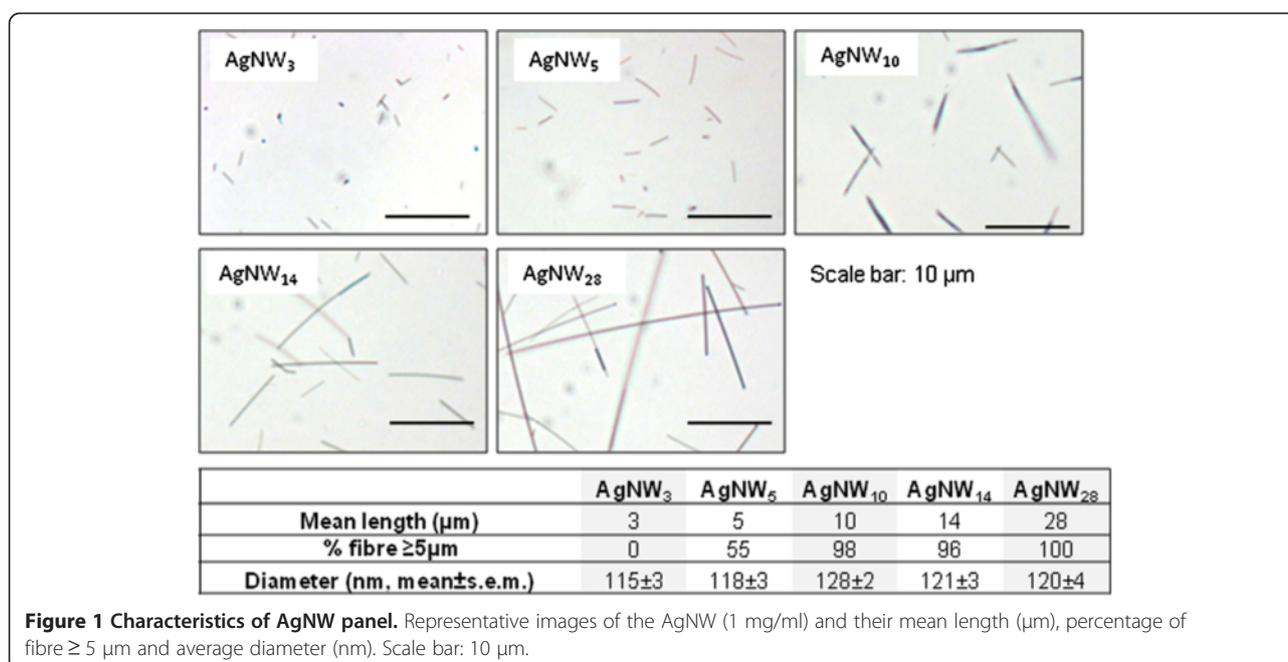 AgNW₃
AgNW₅
AgNW₁₀
AgNW₁₄
AgNW₂₈
Scale bar: 10 µm
AgNW₃ AgNW₅ AgNW₁₀ AgNW₁₄ AgNW₂₈
Mean length (µm) 3 5 10 14 28
% fibre ≥5µm 0 55 98 96 100
Diameter (nm, mean±s.e.m.) 115±3 118±3 128±2 121±3 120±4
Figure 1 Characteristics of AgNW panel. Representative images of the AgNW (1 mg/ml) and their mean length (µm), percentage of
fibre ≥ 5 µm and average diameter (nm). Scale bar: 10 µm.